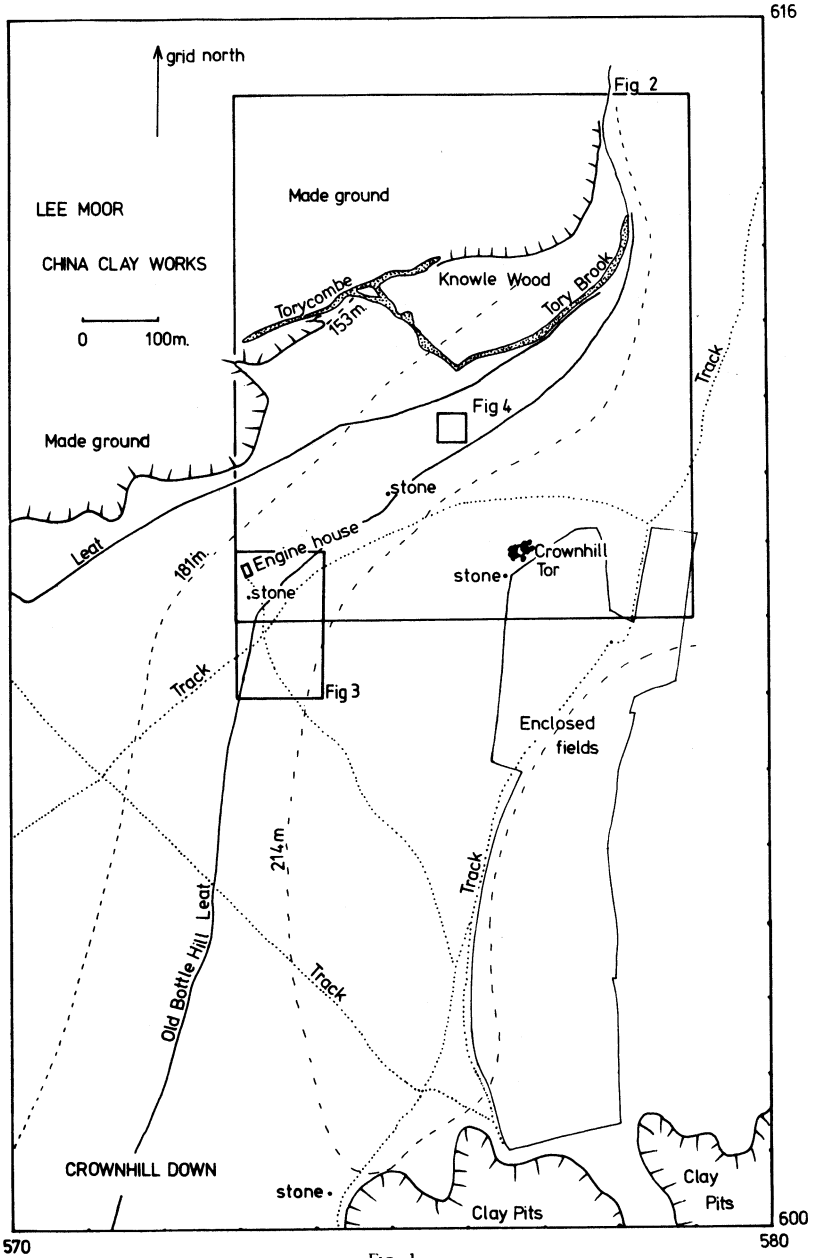 616
grid north
Fig 2
Made ground
LEE MOOR
CHINA CLAY WORKS
0 100m.
Torycombe
153m.
Knowle Wood
Tory Brook
Track
Fig 4
Made ground
stone
Leat
181m.
Engine house
stone
Crownhill
Tor
stone
Track
Fig 3
Enclosed
fields
214m
Track
Old Bottle Hill Leat
Track
CROWNHILL DOWN
stone
Clay Pits
Clay
Pits
600
570
580
Fig. 1